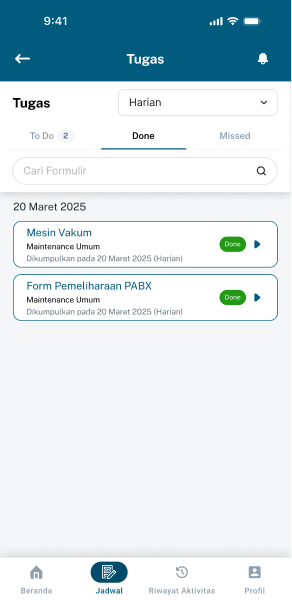 9:41
Tugas
Tugas
Harian
To Do 2
Done
Missed
Cari Formulir
20 Maret 2025
Mesin Vakum
Maintenance Umum
Dikumpulkan pada 20 Maret 2025 (Harian)
Done
Form Pemeliharaan PABX
Maintenance Umum
Dikumpulkan pada 20 Maret 2025 (Harian)
Done
Beranda
Jadwal
Riwayat Aktivitas
Profil